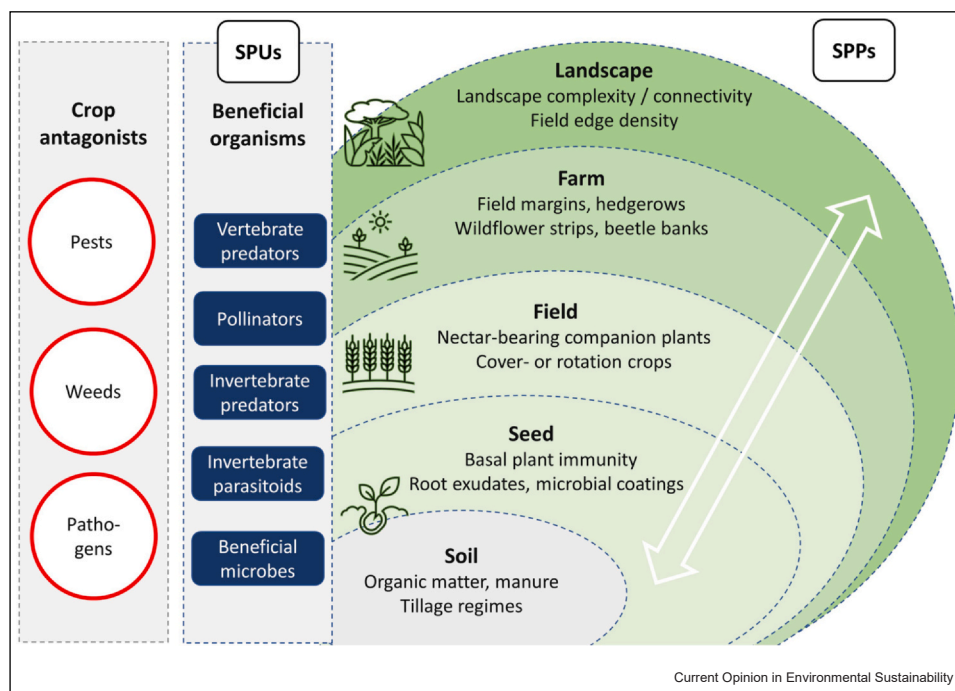 SPUs
SPPs
Crop
antagonists
Pests
Weeds
Patho-
gens
Beneficial
organisms
Vertebrate
predators
Pollinators
Invertebrate
predators
Invertebrate
parasitoids
Beneficial
microbes
Landscape
Landscape complexity / connectivity
Field edge density
Farm
Field margins, hedgerows
Wildflower strips, beetle banks
Field
Nectar-bearing companion plants
Cover- or rotation crops
Seed
Basal plant immunity
Root exudates, microbial coatings
Soil
Organic matter, manure
Tillage regimes
Current Opinion in Environmental Sustainability